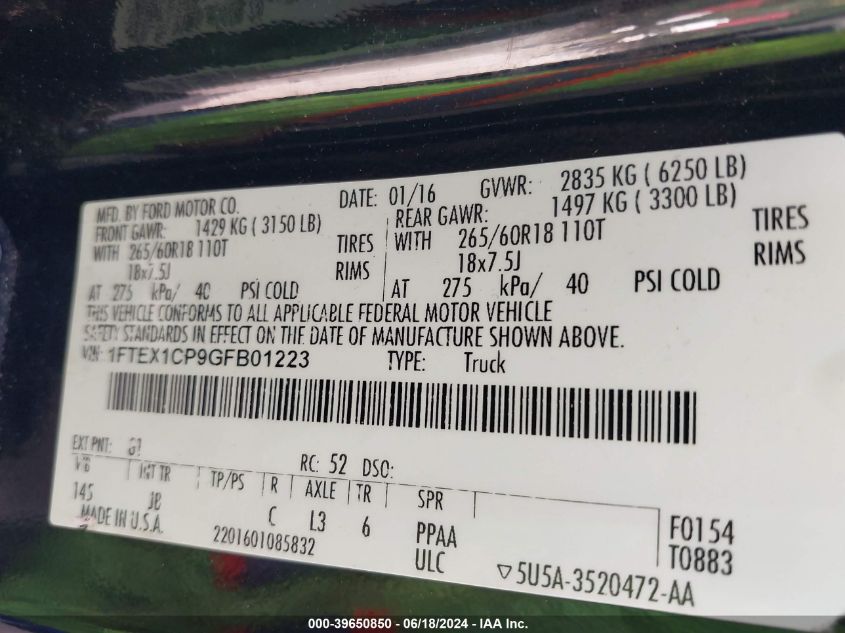 MFD. BY FORD MOTOR CO. DATE: 01/16 GVWR: 2835 KG ( 6250 LB)
FRONT GAWR: 1429 KG ( 3150 LB) REAR GAWR: 1497 KG ( 3300 LB)
WITH 265/60R18 110T TIRES WITH 265/60R18 110T TIRES
18x7.5J RIMS 18x7.5J RIMS
AT 275 kPa/ 40 PSI COLD AT 275 kPa/ 40 PSI COLD
THIS VEHICLE CONFORMS TO ALL APPLICABLE FEDERAL MOTOR VEHICLE
SAFETY STANDARDS IN EFFECT ON THE DATE OF MANUFACTURE SHOWN ABOVE.
VIN: 1FTEX1CP9GFB01223 TYPE: Truck
EXT PNT: RC: 52 DSO:
WB INT TR TP/PS R AXLE TR SPR
145 JB C L3 6 PPAA F0154
MADE IN U.S.A. 2201601085832 ULC T0883
▽5U5A-3520472-AA
000-39650850 - 06/18/2024 - IAA Inc.